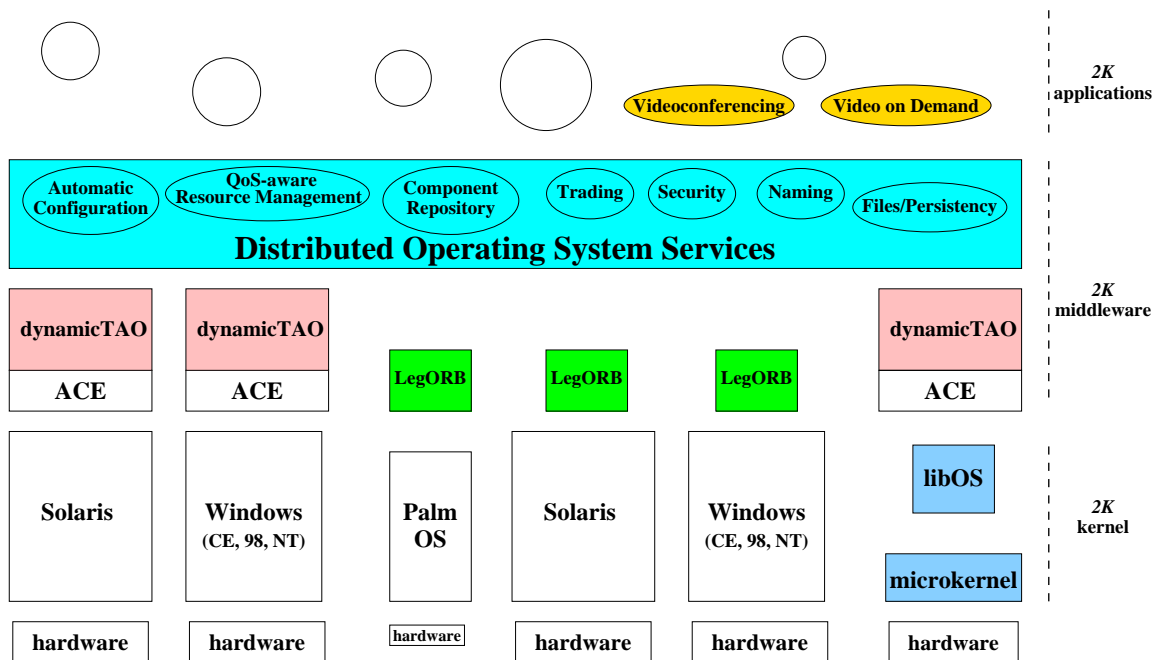 2K
applications
Videoconferencing
Video on Demand
Automatic
Configuration
QoS-aware
Resource Management
Component
Repository
Trading
Security
Naming
Files/Persistency
Distributed Operating System Services
2K
middleware
dynamicTAO
ACE
dynamicTAO
ACE
LegORB
LegORB
LegORB
dynamicTAO
ACE
Solaris
Windows
(CE, 98, NT)
Palm
OS
Solaris
Windows
(CE, 98, NT)
libOS
microkernel
2K
kernel
hardware
hardware
hardware
hardware
hardware
hardware